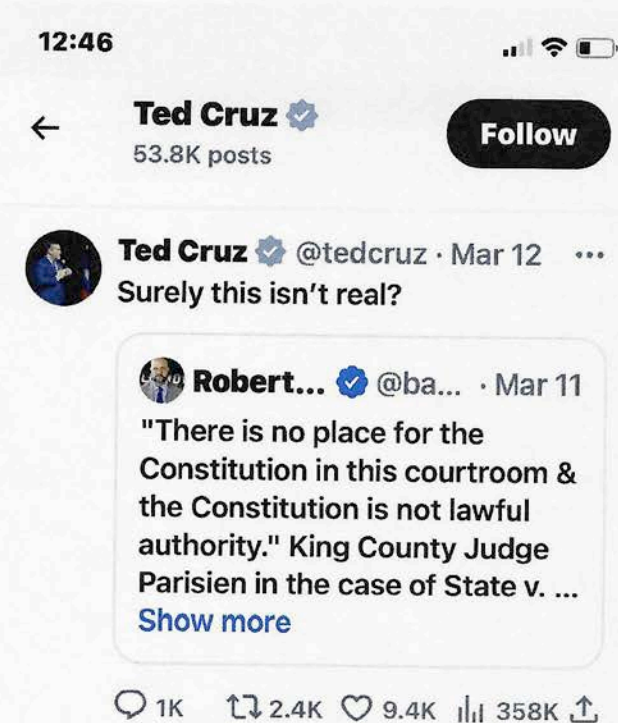 12:46
Ted Cruz
53.8K posts
Follow
Ted Cruz @tedcruz · Mar 12 ...
Surely this isn't real?
Robert... @ba... · Mar 11
"There is no place for the
Constitution in this courtroom &
the Constitution is not lawful
authority." King County Judge
Parisien in the case of State v. ...
Show more
1K 2.4K 9.4K 358K